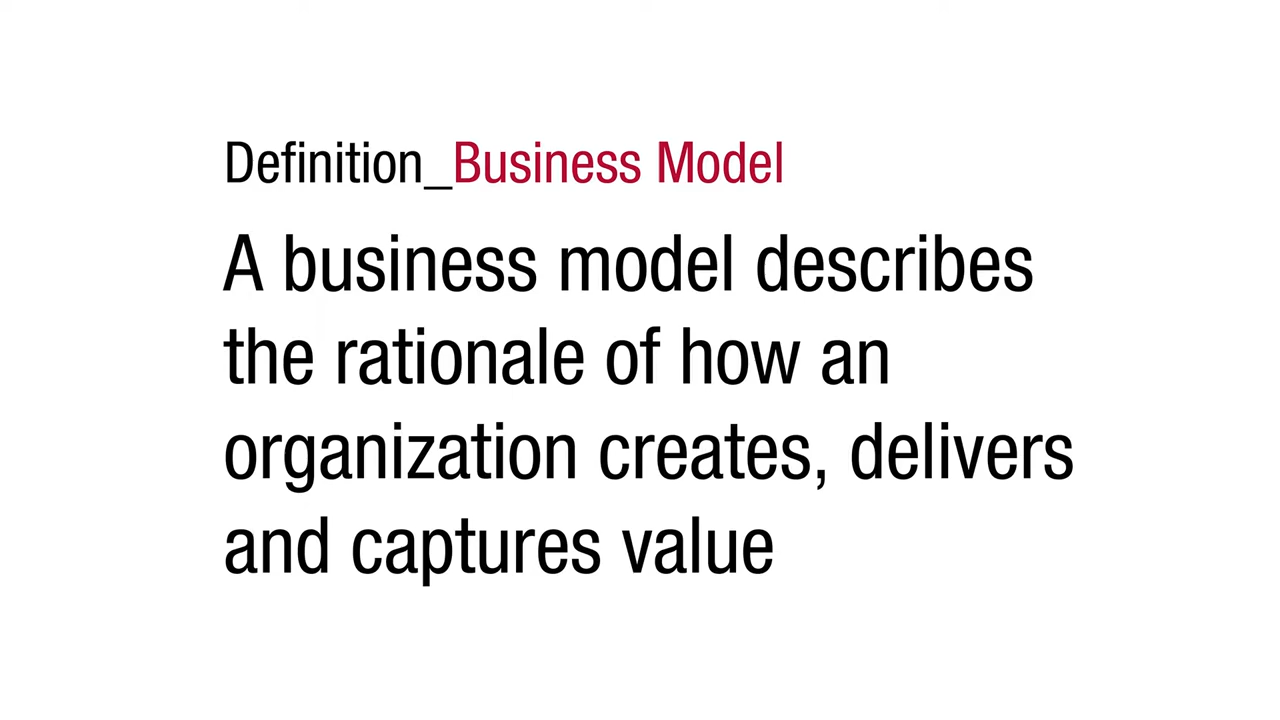 Definition_Business Model
A business model describes
the rationale of how an
organization creates, delivers
and captures value